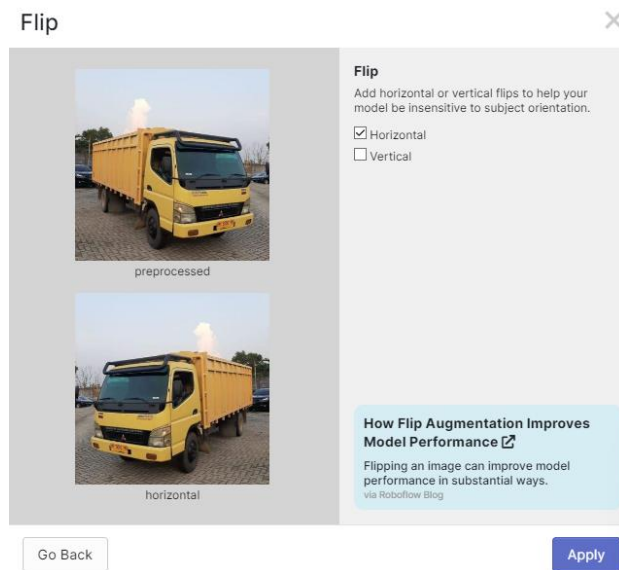 Flip
preprocessed
horizontal
Flip
Add horizontal or vertical flips to help your
model be insensitive to subject orientation.
Horizontal
Vertical
How Flip Augmentation Improves
Model Performance
Flipping an image can improve model
performance in substantial ways.
via Roboflow Blog
Go Back
Apply